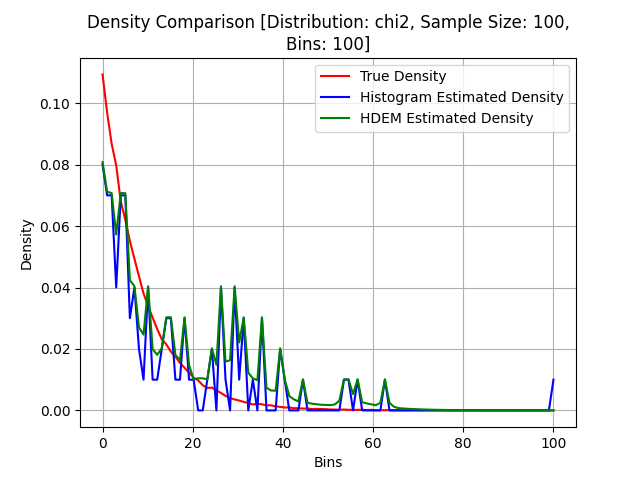 Density Comparison [Distribution: chi2, Sample Size: 100,
Bins: 100]
True Density
Histogram Estimated Density
HDEM Estimated Density
Density
0.10
0.08
0.06
0.04
0.02
0.00
0 20 40 60 80 100
Bins